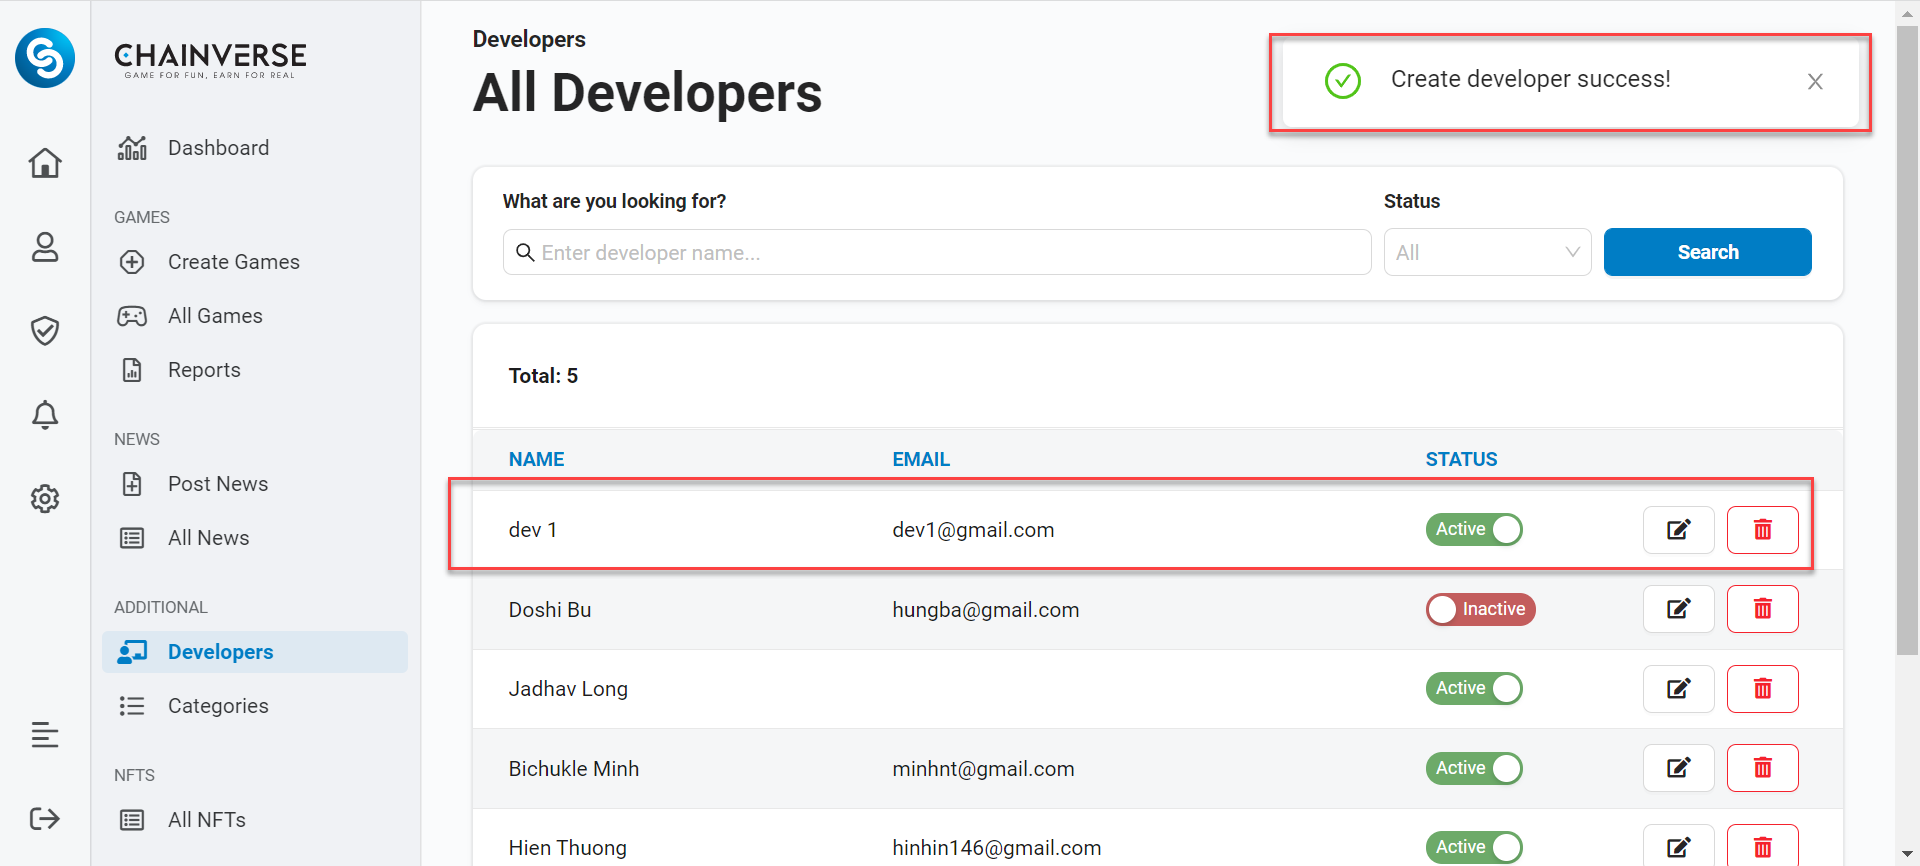 CHAINVERSE
GAME FOR FUN, EARN FOR REAL
Dashboard
GAMES
Create Games
All Games
Reports
NEWS
Post News
All News
ADDITIONAL
Developers
Categories
NFTS
All NFTs
Developers
All Developers
Create developer success!
What are you looking for?
Status
Enter developer name...
All
Search
Total: 5
NAME EMAIL STATUS
dev 1 dev1@gmail.com Active
Doshi Bu hungba@gmail.com Inactive
Jadhav Long Active
Bichukle Minh minhnt@gmail.com Active
Hien Thuong hinhin146@gmail.com Active